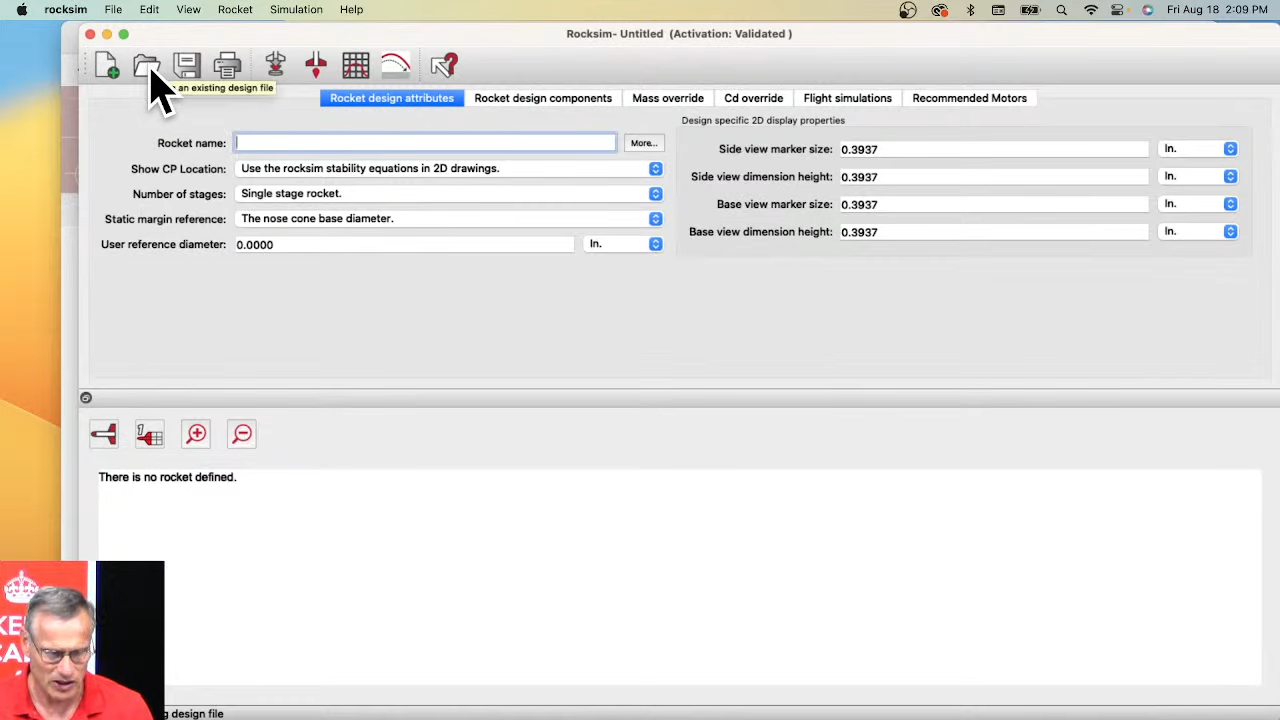 rocksim File Edit View Rocket Simulation Help
Fri Aug 18 2:09 PM
Rocksim- Untitled (Activation: Validated )
an existing design file
Rocket design attributes Rocket design components Mass override Cd override Flight simulations Recommended Motors
Design specific 2D display properties
Rocket name: More...
Show CP Location: Use the rocksim stability equations in 2D drawings.
Number of stages: Single stage rocket.
Static margin reference: The nose cone base diameter.
User reference diameter: 0.0000 In.
Side view marker size: 0.3937 In.
Side view dimension height: 0.3937 In.
Base view marker size: 0.3937 In.
Base view dimension height: 0.3937 In.
1
There is no rocket defined.
design file